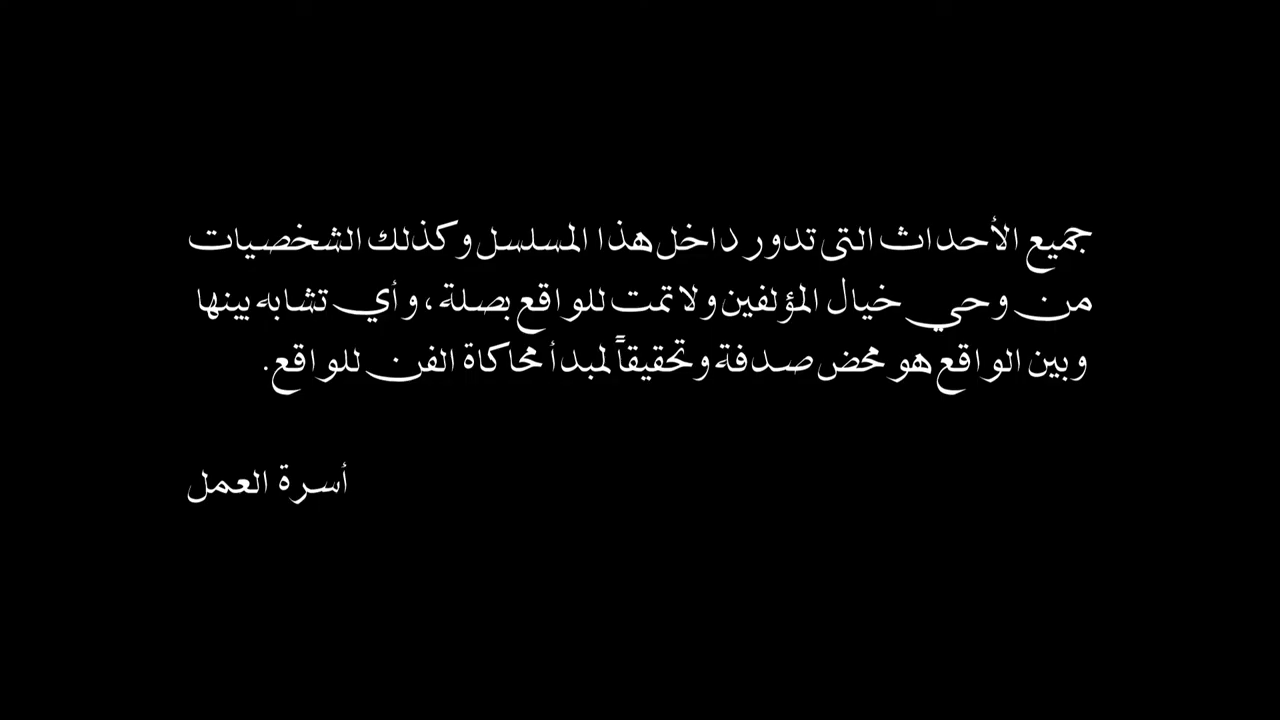 جميع الأحداث التى تدور داخل هذا المسلسل وكذلك الشخصيات
من وحي خيال المؤلفين ولا تمت للواقع بصلة، وأي تشابه بينها
وبين الواقع هو محض صدفة وتحقيقاً لمبدأ محاكاة الفن للواقع.
أسرة العمل